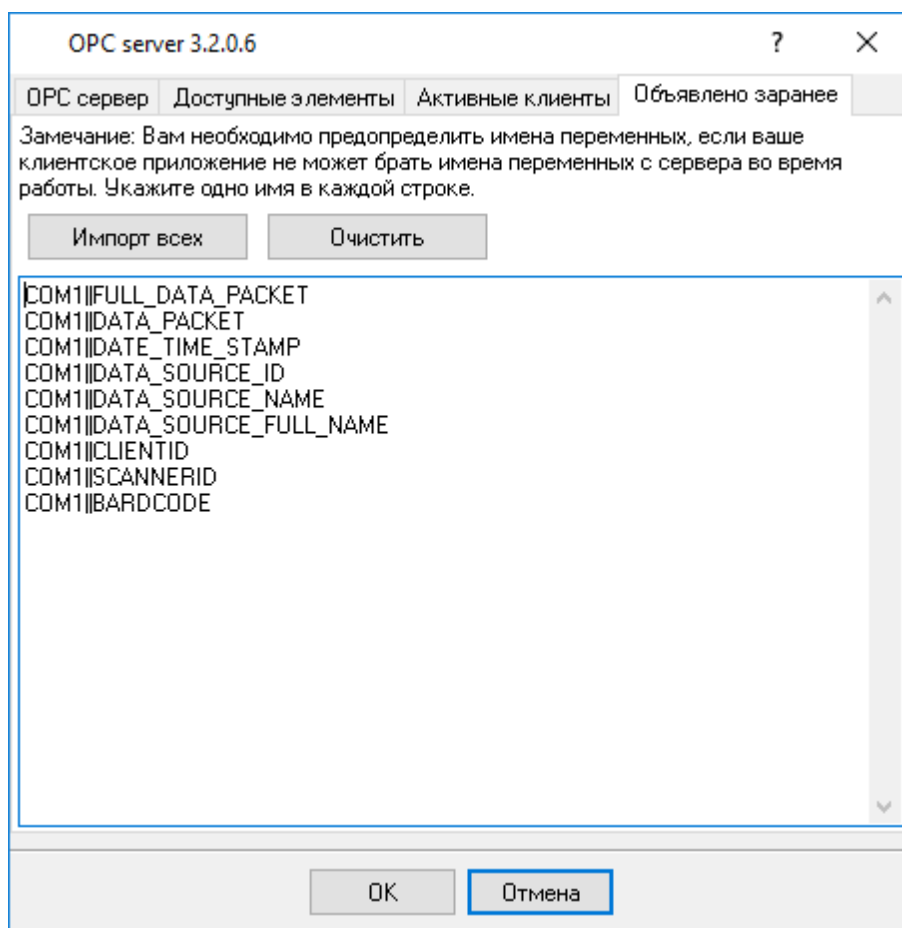 OPC server 3.2.0.6
?
OPC сервер Доступные элементы Активные клиенты Объявлено заранее
Замечание: Вам необходимо предопределить имена переменных, если ваше
клиентское приложение не может брать имена переменных с сервера во время
работы. Укажите одно имя в каждой строке.
Импорт всех Очистить
COM1||FULL_DATA_PACKET
COM1||DATA_PACKET
COM1||DATE_TIME_STAMP
COM1||DATA_SOURCE_ID
COM1||DATA_SOURCE_NAME
COM1||DATA_SOURCE_FULL_NAME
COM1||CLIENTID
COM1||SCANNERID
COM1||BARDCODE
OK Отмена